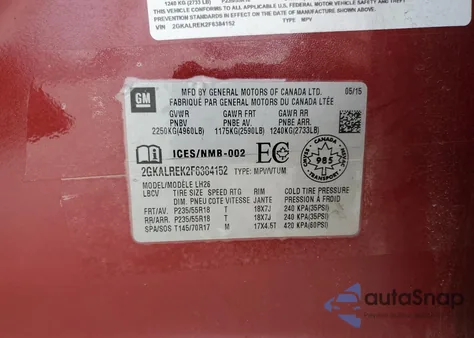 1240 KG (2733 LB)
THIS VEHICLE CONFORMS TO ALL APPLICABLE U.S. FEDERAL MOTOR VEHICLE SAFETY AND
PREVENTION STANDARDS IN EFFECT ON THE DATE OF MANUFACTURE SHOWN ABOVE.
VIN 2GKALREK2F6384152 TYPE: MPV
GM
MFD BY GENERAL MOTORS OF CANADA LTD. 05/15
FABRIQUÉ PAR GENERAL MOTORS DU CANADA LTÉE
GVWR GAWR FRT GAWR RR
PNBV PNBE AV PNBE ARR
2250KG(4960LB) 1175KG(2590LB) 1240KG(2733LB)
ICES/NMB-002 EC
CANADA
985
TRANSPORT
2GKALREK2F6384152 TYPE: MPV/VTUM
MODEL/MODÈLE LH26
LBCV TIRE SIZE SPEED RTG RIM COLD TIRE PRESSURE
DIM PNEU COTE VITESSE JANTE PRESSION À FROID
FRT/AV. P235/55R18 T 18X7J 240 KPA(35PSI)
RR/ARR. P235/55R18 T 18X7J 240 KPA(35PSI)
SPA/SOS T145/70R17 M 17X4.5T 420 KPA(60PSI)
autoSnap